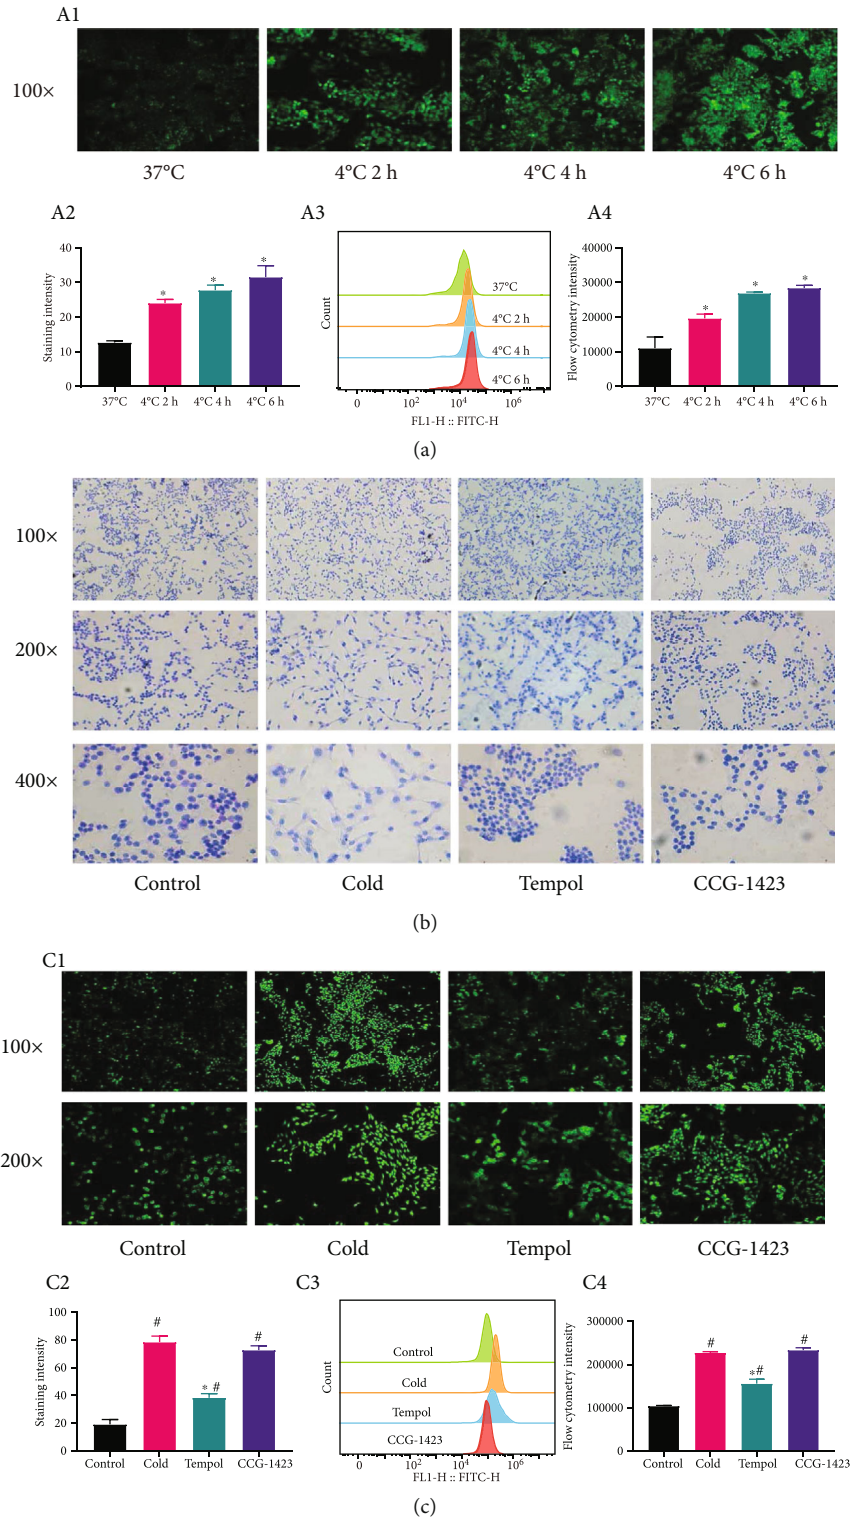 A1
100×
37°C 4°C 2 h 4°C 4 h 4°C 6 h
A2
Staining intensity
40
30
20
10
0
*
*
*
37°C 4°C 2 h 4°C 4 h 4°C 6 h
A3
Count
37°C
4°C 2 h
4°C 4 h
4°C 6 h
0 10² 10⁴ 10⁶
FL1-H :: FITC-H
A4
Flow cytometry intensity
40000
30000
20000
10000
0
*
*
*
37°C 4°C 2 h 4°C 4 h 4°C 6 h
(a)
100×
200×
400×
Control Cold Tempol CCG-1423
(b)
C1
100×
200×
Control Cold Tempol CCG-1423
C2
Staining intensity
100
80
60
40
20
0
#
* #
#
Control Cold Tempol CCG-1423
C3
Count
Control
Cold
Tempol
CCG-1423
0 10² 10⁴ 10⁶
FL1-H :: FITC-H
C4
Flow cytometry intensity
300000
200000
100000
0
#
*#
#
Control Cold Tempol CCG-1423
(c)